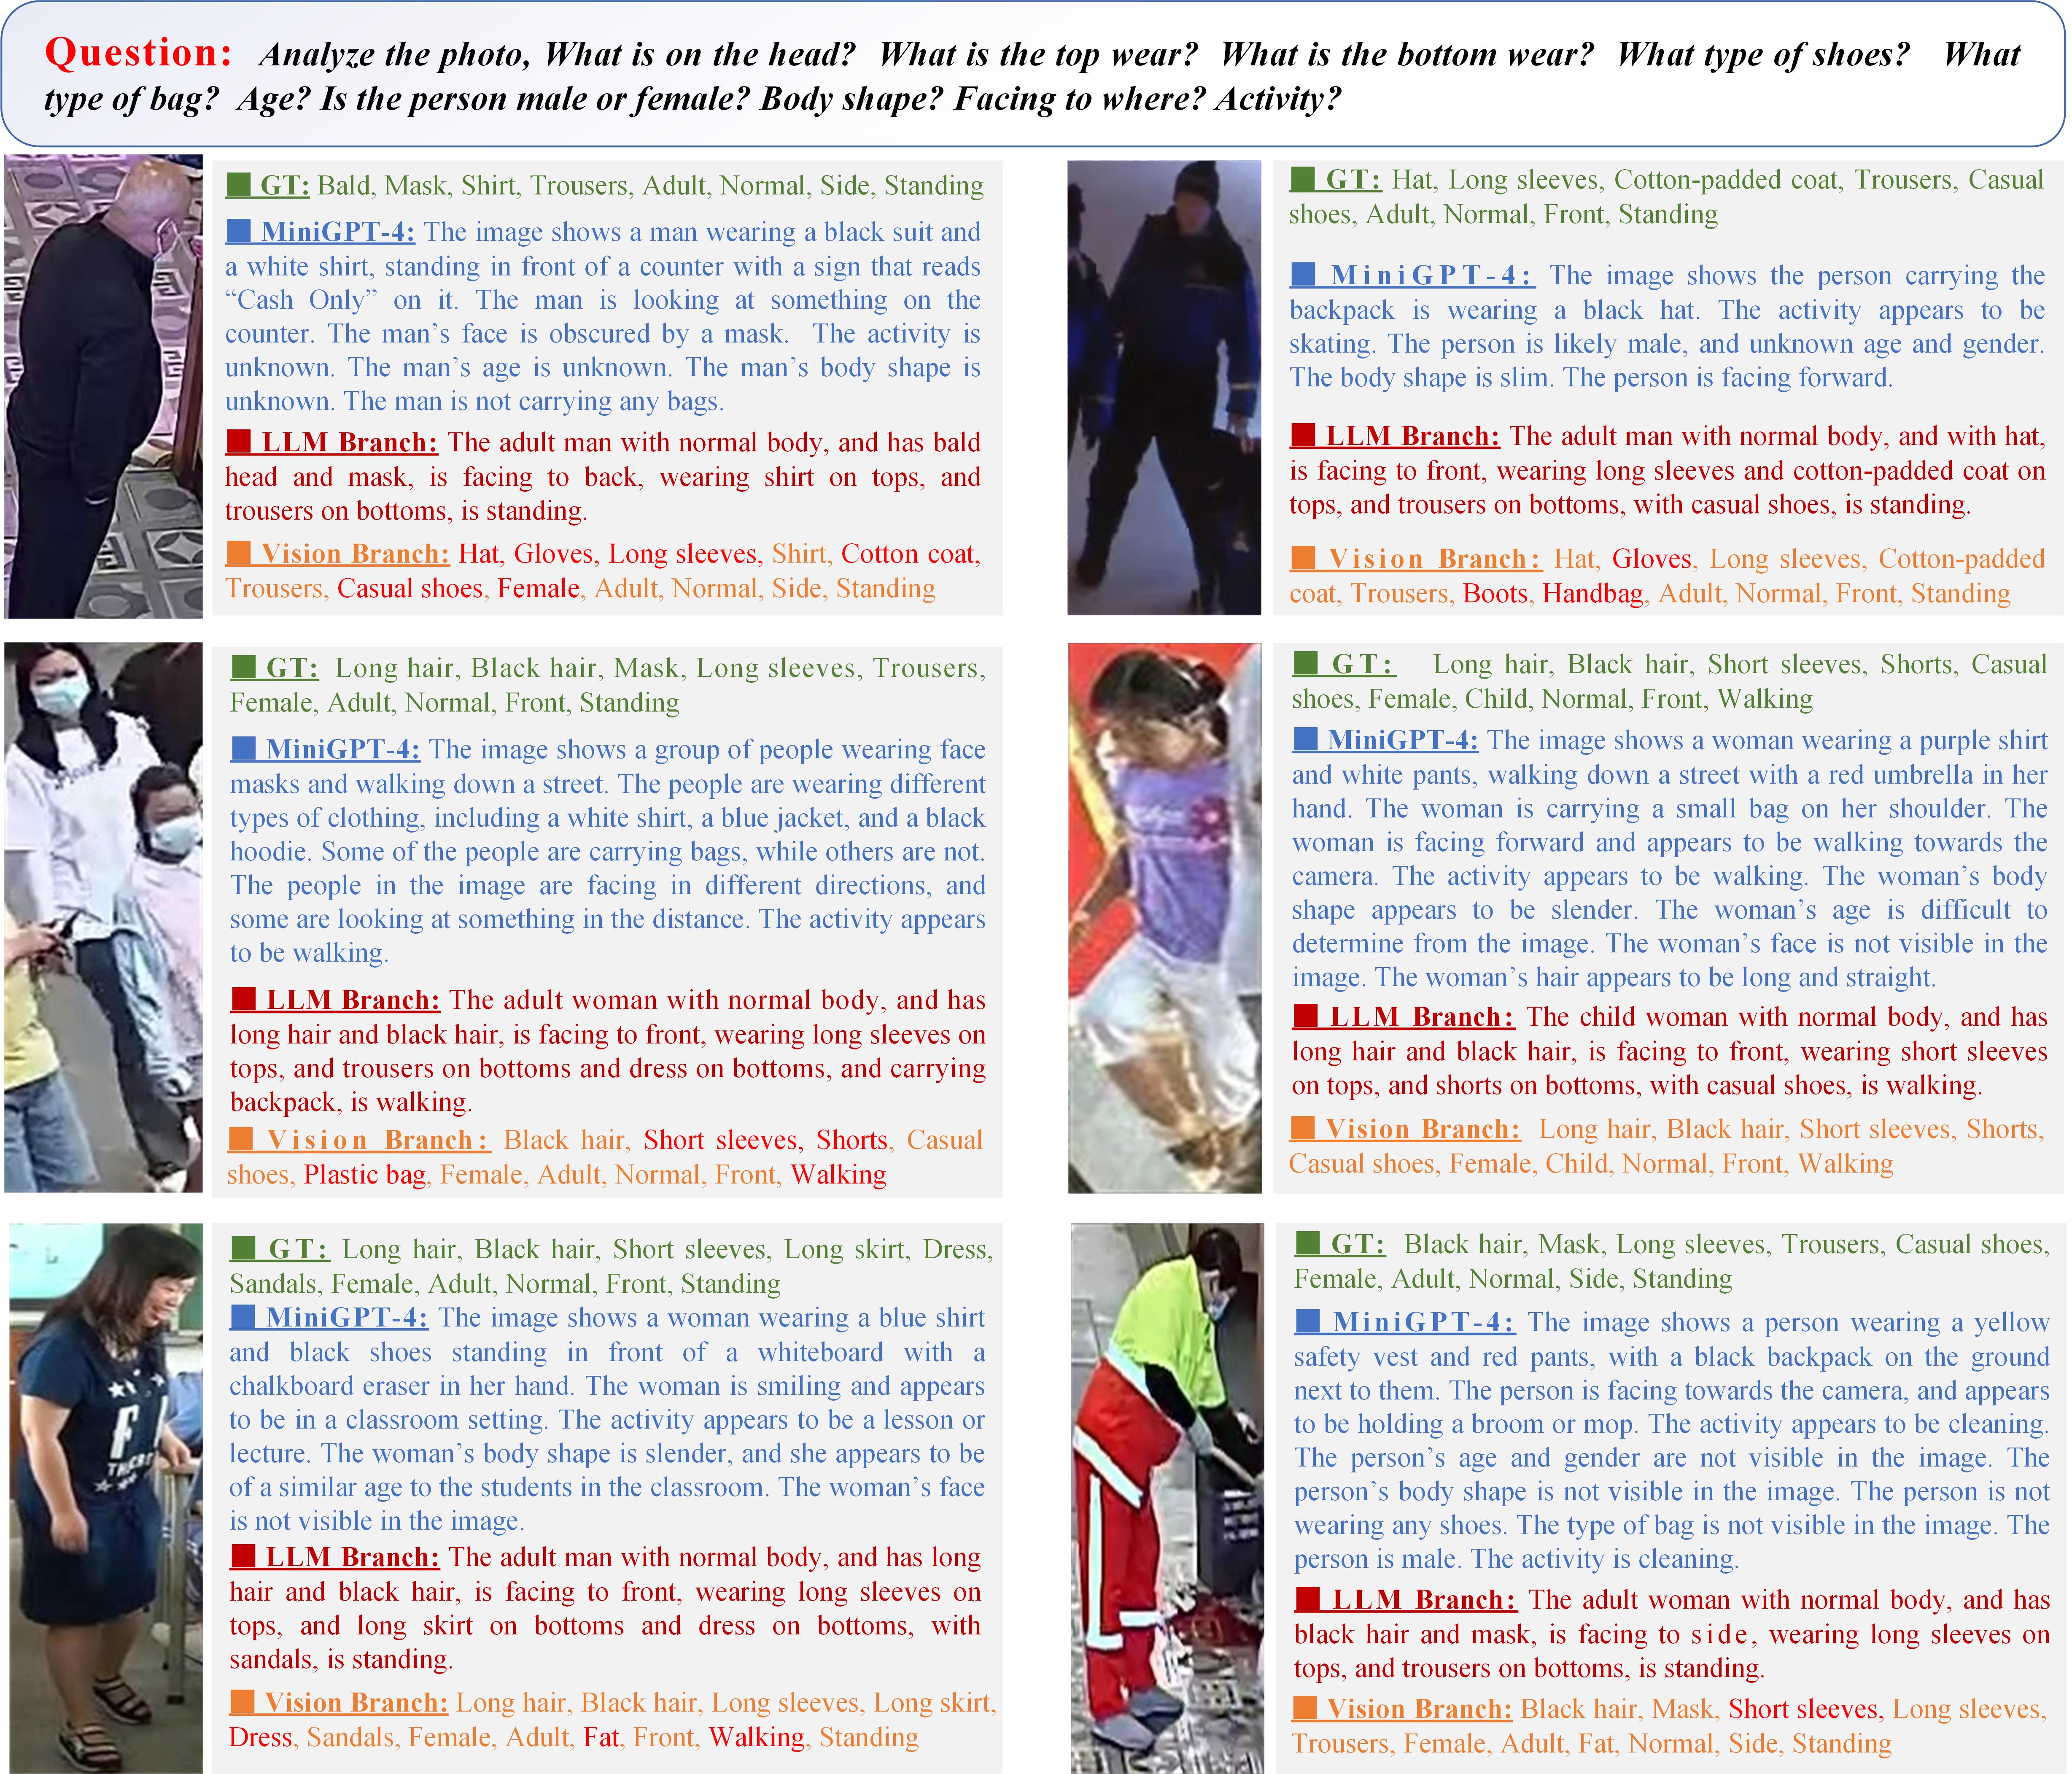 Question: Analyze the photo, What is on the head? What is the top wear? What is the bottom wear? What type of shoes? What
type of bag? Age? Is the person male or female? Body shape? Facing to where? Activity?
GT: Bald, Mask, Shirt, Trousers, Adult, Normal, Side, Standing
MiniGPT-4: The image shows a man wearing a black suit and
a white shirt, standing in front of a counter with a sign that reads
“Cash Only” on it. The man is looking at something on the
counter. The man’s face is obscured by a mask. The activity is
unknown. The man’s age is unknown. The man’s body shape is
unknown. The man is not carrying any bags.
LLM Branch: The adult man with normal body, and has bald
head and mask, is facing to back, wearing shirt on tops, and
trousers on bottoms, is standing.
Vision Branch: Hat, Gloves, Long sleeves, Shirt, Cotton coat,
Trousers, Casual shoes, Female, Adult, Normal, Side, Standing
GT: Hat, Long sleeves, Cotton-padded coat, Trousers, Casual
shoes, Adult, Normal, Front, Standing
MiniGPT-4: The image shows the person carrying the
backpack is wearing a black hat. The activity appears to be
skating. The person is likely male, and unknown age and gender.
The body shape is slim. The person is facing forward.
LLM Branch: The adult man with normal body, and with hat,
is facing to front, wearing long sleeves and cotton-padded coat on
tops, and trousers on bottoms, with casual shoes, is standing.
Vision Branch: Hat, Gloves, Long sleeves, Cotton-padded
coat, Trousers, Boots, Handbag, Adult, Normal, Front, Standing
GT: Long hair, Black hair, Mask, Long sleeves, Trousers,
Female, Adult, Normal, Front, Standing
MiniGPT-4: The image shows a group of people wearing face
masks and walking down a street. The people are wearing different
types of clothing, including a white shirt, a blue jacket, and a black
hoodie. Some of the people are carrying bags, while others are not.
The people in the image are facing in different directions, and
some are looking at something in the distance. The activity appears
to be walking.
LLM Branch: The adult woman with normal body, and has
long hair and black hair, is facing to front, wearing long sleeves on
tops, and trousers on bottoms and dress on bottoms, and carrying
backpack, is walking.
Vision Branch: Black hair, Short sleeves, Shorts, Casual
shoes, Plastic bag, Female, Adult, Normal, Front, Walking
GT: Long hair, Black hair, Short sleeves, Shorts, Casual
shoes, Female, Child, Normal, Front, Walking
MiniGPT-4: The image shows a woman wearing a purple shirt
and white pants, walking down a street with a red umbrella in her
hand. The woman is carrying a small bag on her shoulder. The
woman is facing forward and appears to be walking towards the
camera. The activity appears to be walking. The woman’s body
shape appears to be slender. The woman’s age is difficult to
determine from the image. The woman’s face is not visible in the
image. The woman’s hair appears to be long and straight.
LLM Branch: The child woman with normal body, and has
long hair and black hair, is facing to front, wearing short sleeves
on tops, and shorts on bottoms, with casual shoes, is walking.
Vision Branch: Long hair, Black hair, Short sleeves, Shorts,
Casual shoes, Female, Child, Normal, Front, Walking
GT: Long hair, Black hair, Short sleeves, Long skirt, Dress,
Sandals, Female, Adult, Normal, Front, Standing
MiniGPT-4: The image shows a woman wearing a blue shirt
and black shoes standing in front of a whiteboard with a
chalkboard eraser in her hand. The woman is smiling and appears
to be in a classroom setting. The activity appears to be a lesson or
lecture. The woman’s body shape is slender, and she appears to be
of a similar age to the students in the classroom. The woman’s face
is not visible in the image.
LLM Branch: The adult man with normal body, and has long
hair and black hair, is facing to front, wearing long sleeves on
tops, and long skirt on bottoms and dress on bottoms, with
sandals, is standing.
Vision Branch: Long hair, Black hair, Long sleeves, Long skirt,
Dress, Sandals, Female, Adult, Fat, Front, Walking, Standing
GT: Black hair, Mask, Long sleeves, Trousers, Casual shoes,
Female, Adult, Normal, Side, Standing
MiniGPT-4: The image shows a person wearing a yellow
safety vest and red pants, with a black backpack on the ground
next to them. The person is facing towards the camera, and appears
to be holding a broom or mop. The activity appears to be cleaning.
The person’s age and gender are not visible in the image. The
person’s body shape is not visible in the image. The person is not
wearing any shoes. The type of bag is not visible in the image. The
person is male. The activity is cleaning.
LLM Branch: The adult woman with normal body, and has
black hair and mask, is facing to side, wearing long sleeves on
tops, and trousers on bottoms, is standing.
Vision Branch: Black hair, Mask, Short sleeves, Long sleeves,
Trousers, Female, Adult, Fat, Normal, Side, Standing